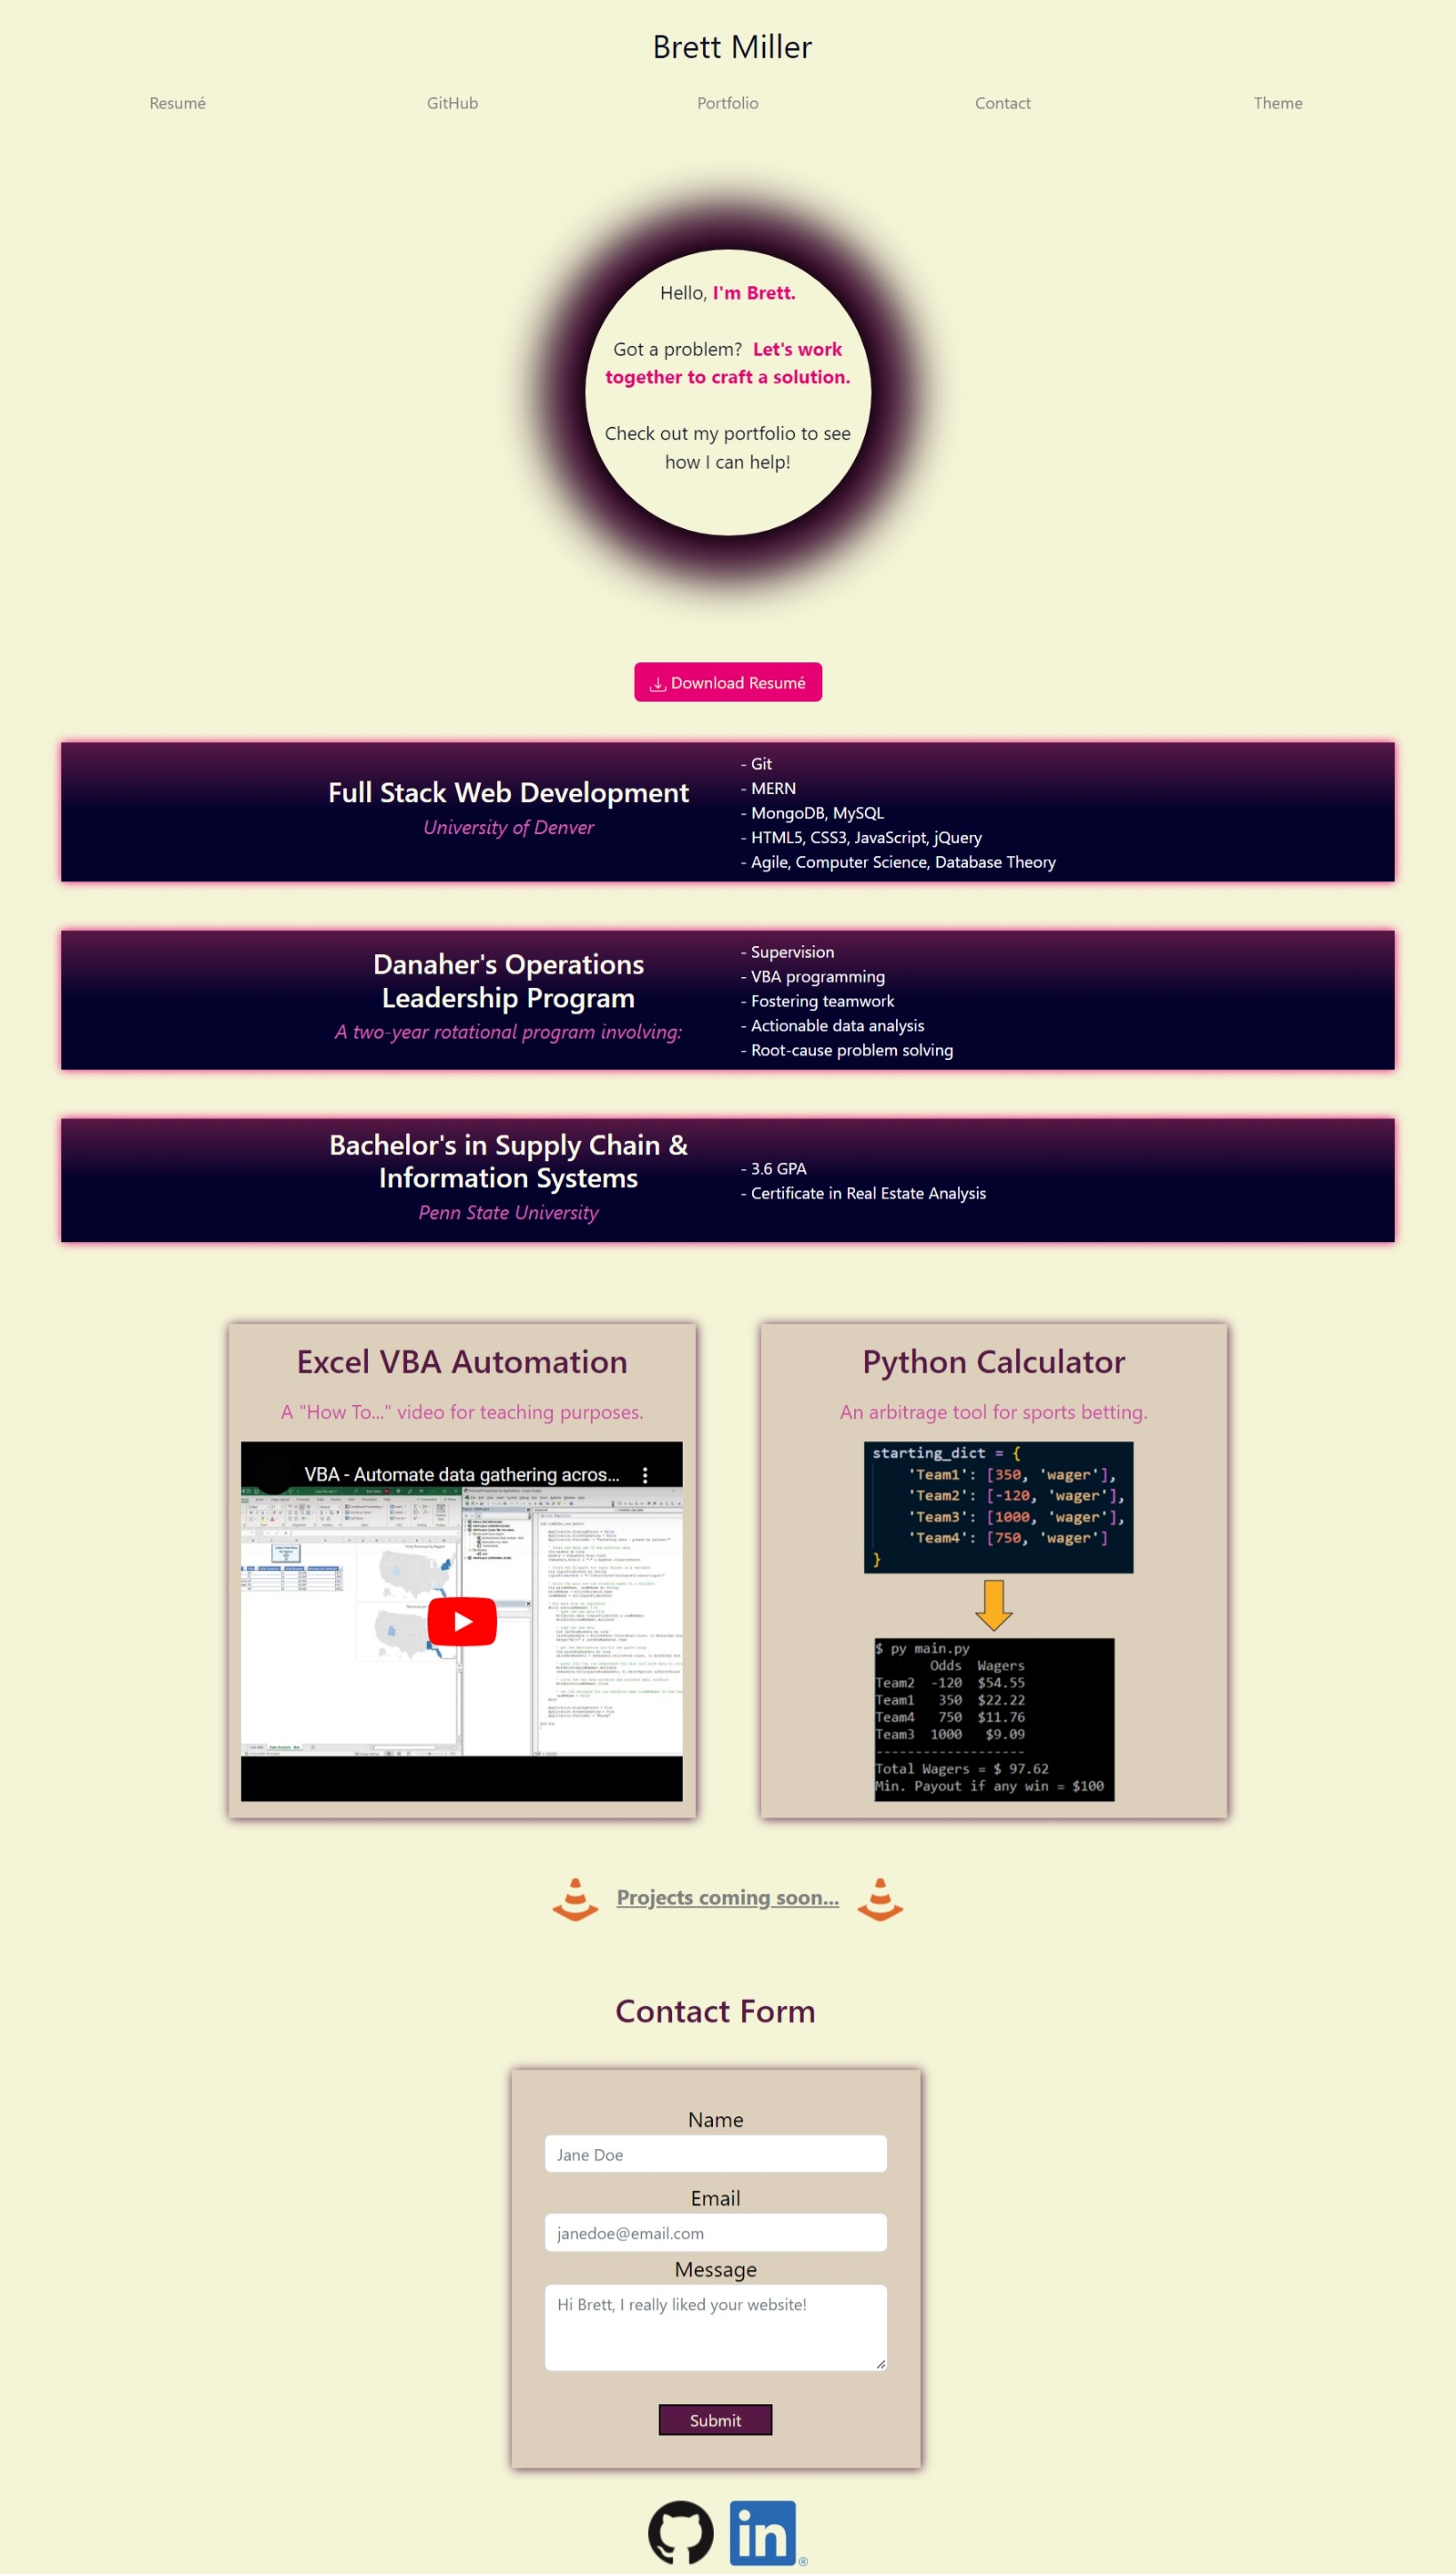 Brett Miller
Resumé
GitHub
Portfolio
Contact
Theme
Hello, I'm Brett.
Got a problem? Let's work
together to craft a solution.
Check out my portfolio to see
how I can help!
Download Resumé
Full Stack Web Development
University of Denver
- Git
- MERN
- MongoDB, MySQL
- HTML5, CSS3, JavaScript, jQuery
- Agile, Computer Science, Database Theory
Danaher's Operations
Leadership Program
A two-year rotational program involving:
- Supervision
- VBA programming
- Fostering teamwork
- Actionable data analysis
- Root-cause problem solving
Bachelor's in Supply Chain &
Information Systems
Penn State University
- 3.6 GPA
- Certificate in Real Estate Analysis
Excel VBA Automation
A "How To..." video for teaching purposes.
VBA - Automate data gathering acros...
Python Calculator
An arbitrage tool for sports betting.
starting_dict = {
'Team1': [350, 'wager'],
'Team2': [-120, 'wager'],
'Team3': [1000, 'wager'],
'Team4': [750, 'wager']
}
$ py main.py
Odds Wagers
Team2 -120 $54.55
Team1 350 $22.22
Team4 750 $11.76
Team3 1000 $9.09
--------------------
Total Wagers = $ 97.62
Min. Payout if any win = $100
Projects coming soon...
Contact Form
Name
Jane Doe
Email
janedoe@email.com
Message
Hi Brett, I really liked your website!
Submit
in ®